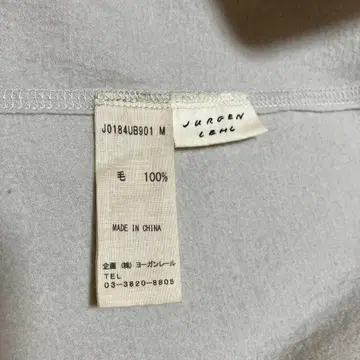 J0184UB901 M
毛 100%
MADE IN CHINA
企画 (株) ヨーガンレール
TEL
03-3820-8805
JURGEN
LEHL